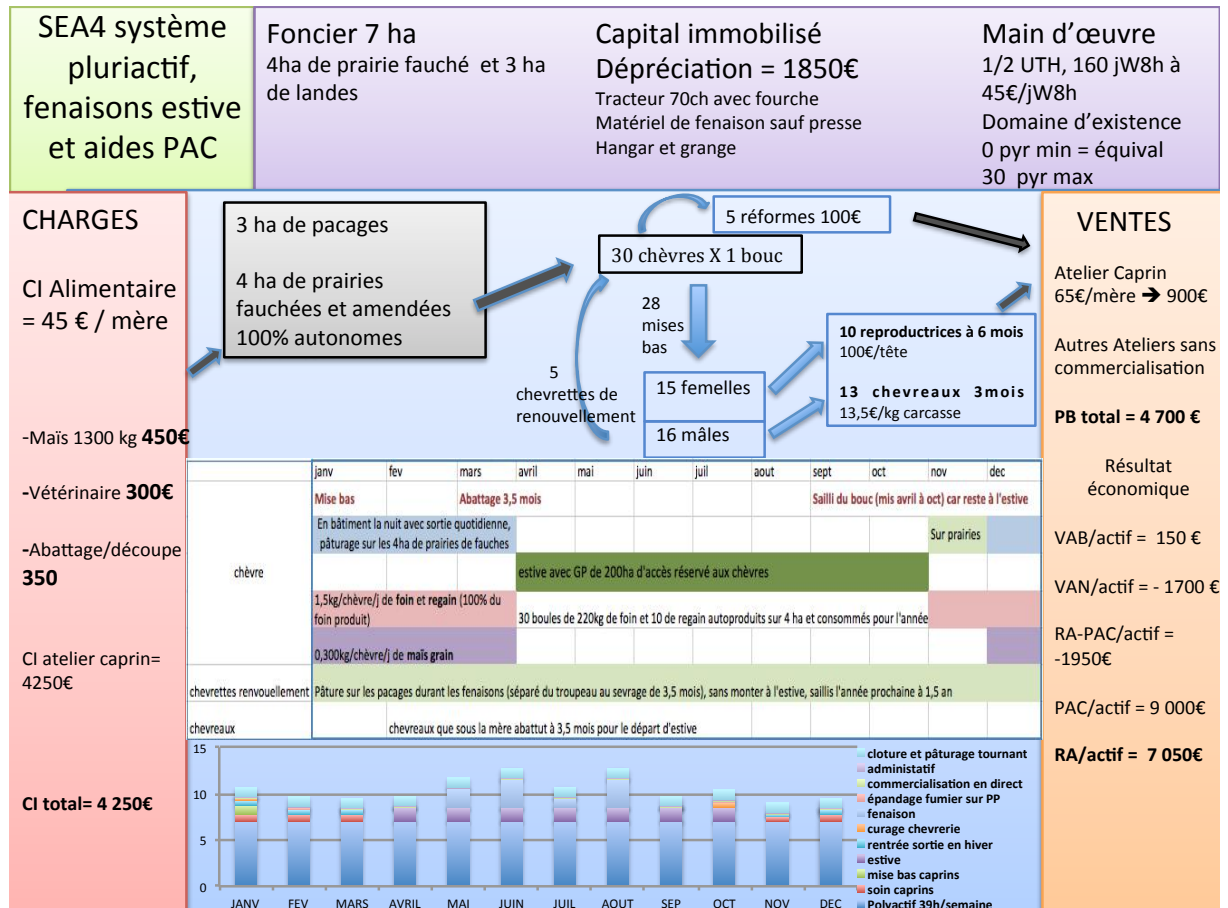 SEA4 système
pluriactif,
fenaisons estive
et aides PAC
Foncier 7 ha
4ha de prairie fauché et 3 ha
de landes
Capital immobilisé
Dépréciation = 1850€
Tracteur 70ch avec fourche
Matériel de fenaison sauf presse
Hangar et grange
Main d’œuvre
1/2 UTH, 160 jW8h à
45€/jW8h
Domaine d’existence
0 pyr min = équival
30 pyr max
CHARGES
CI Alimentaire
= 45 € / mère
-Maïs 1300 kg 450€
-Vétérinaire 300€
-Abattage/découpe
350
CI atelier caprin=
4250€
CI total= 4 250€
3 ha de pacages
4 ha de prairies
fauchées et amendées
100% autonomes
5 réformes 100€
30 chèvres X 1 bouc
28
mises
bas
5
chevrettes de
renouvellement
15 femelles
16 mâles
10 reproductrices à 6 mois
100€/tête
13 chevreaux 3mois
13,5€/kg carcasse
VENTES
Atelier Caprin
65€/mère ➔ 900€
Autres Ateliers sans
commercialisation
PB total = 4 700 €
Résultat
économique
VAB/actif = 150 €
VAN/actif = - 1700 €
RA-PAC/actif =
-1950€
PAC/actif = 9 000€
RA/actif = 7 050€
janv fev mars avril mai juin juil aout sept oct nov dec
Mise bas Abattage 3,5 mois Sailli du bouc (mis avril à oct) car reste à l'estive
chèvre
En bâtiment la nuit avec sortie quotidienne,
pâturage sur les 4ha de prairies de fauches
Sur prairies
estive avec GP de 200ha d'accès réservé aux chèvres
1,5kg/chèvre/j de foin et regain (100% du
foin produit)
30 boules de 220kg de foin et 10 de regain autoproduits sur 4 ha et consommés pour l'année
0,300kg/chèvre/j de maïs grain
chevrettes renvouellement Pâture sur les pacages durant les fenaisons (séparé du troupeau au sevrage de 3,5 mois), sans monter à l'estive, saillis l'année prochaine à 1,5 an
chevreaux chevreaux que sous la mère abattut à 3,5 mois pour le départ d'estive
15
10
5
0
JANV FEV MARS AVRIL MAI JUIN JUIL AOUT SEP OCT NOV DEC
cloture et pâturage tournant
administatif
commercialisation en direct
épandage fumier sur PP
fenaison
curage chevrerie
rentrée sortie en hiver
estive
mise bas caprins
soin caprins
Polyactif 39h/semaine